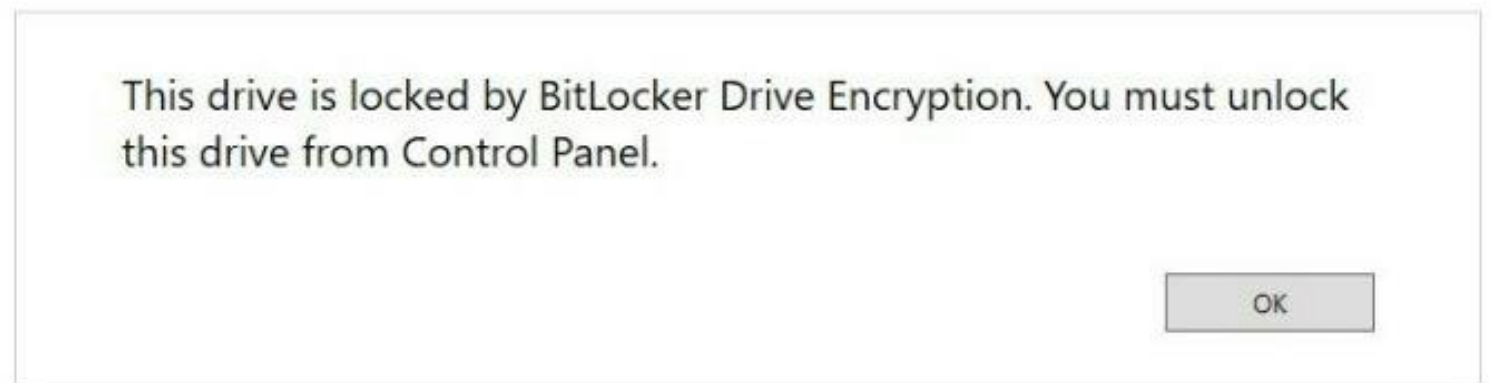 This drive is locked by BitLocker Drive Encryption. You must unlock
this drive from Control Panel.
OK